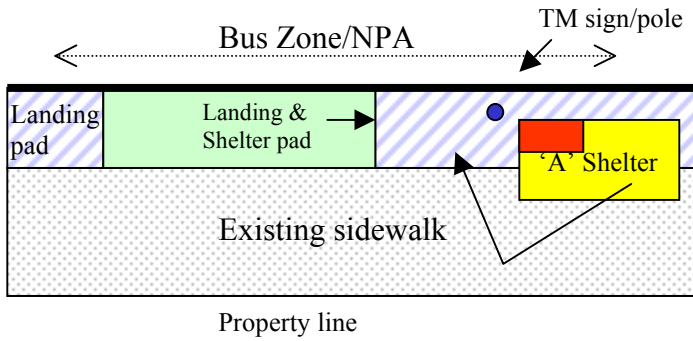 TM sign/pole
Bus Zone/NPA
Landing
pad
Landing &
Shelter pad
‘A’ Shelter
Existing sidewalk
Property line